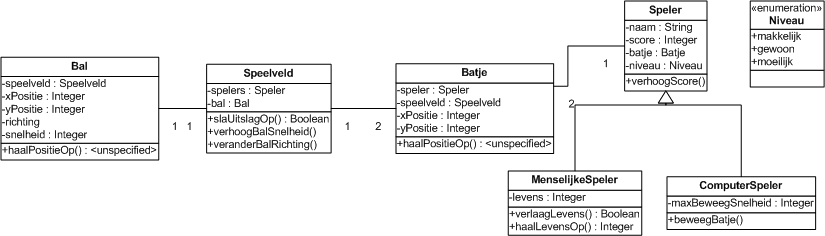 Bal
-speelveld : Speelveld
-xPositie : Integer
-yPositie : Integer
-richting
-snelheid : Integer
+haalPositieOp() : <unspecified>
1
1
Speelveld
-spelers : Speler
-bal : Bal
+slaUitslagOp() : Boolean
+verhoogBalSnelheid()
+veranderBalRichting()
1
2
Batje
-speler : Speler
-speelveld : Speelveld
-xPositie : Integer
-yPositie : Integer
+haalPositieOp() : <unspecified>
2
1
Speler
-naam : String
-score : Integer
-batje : Batje
-niveau : Niveau
+verhoogScore()
«enumeration»
Niveau
+makkelijk
+gewoon
+moeilijk
MenselijkeSpeler
-levens : Integer
+verlaagLevens() : Boolean
+haalLevensOp() : Integer
ComputerSpeler
-maxBeweegSnelheid : Integer
+beweegBatje()